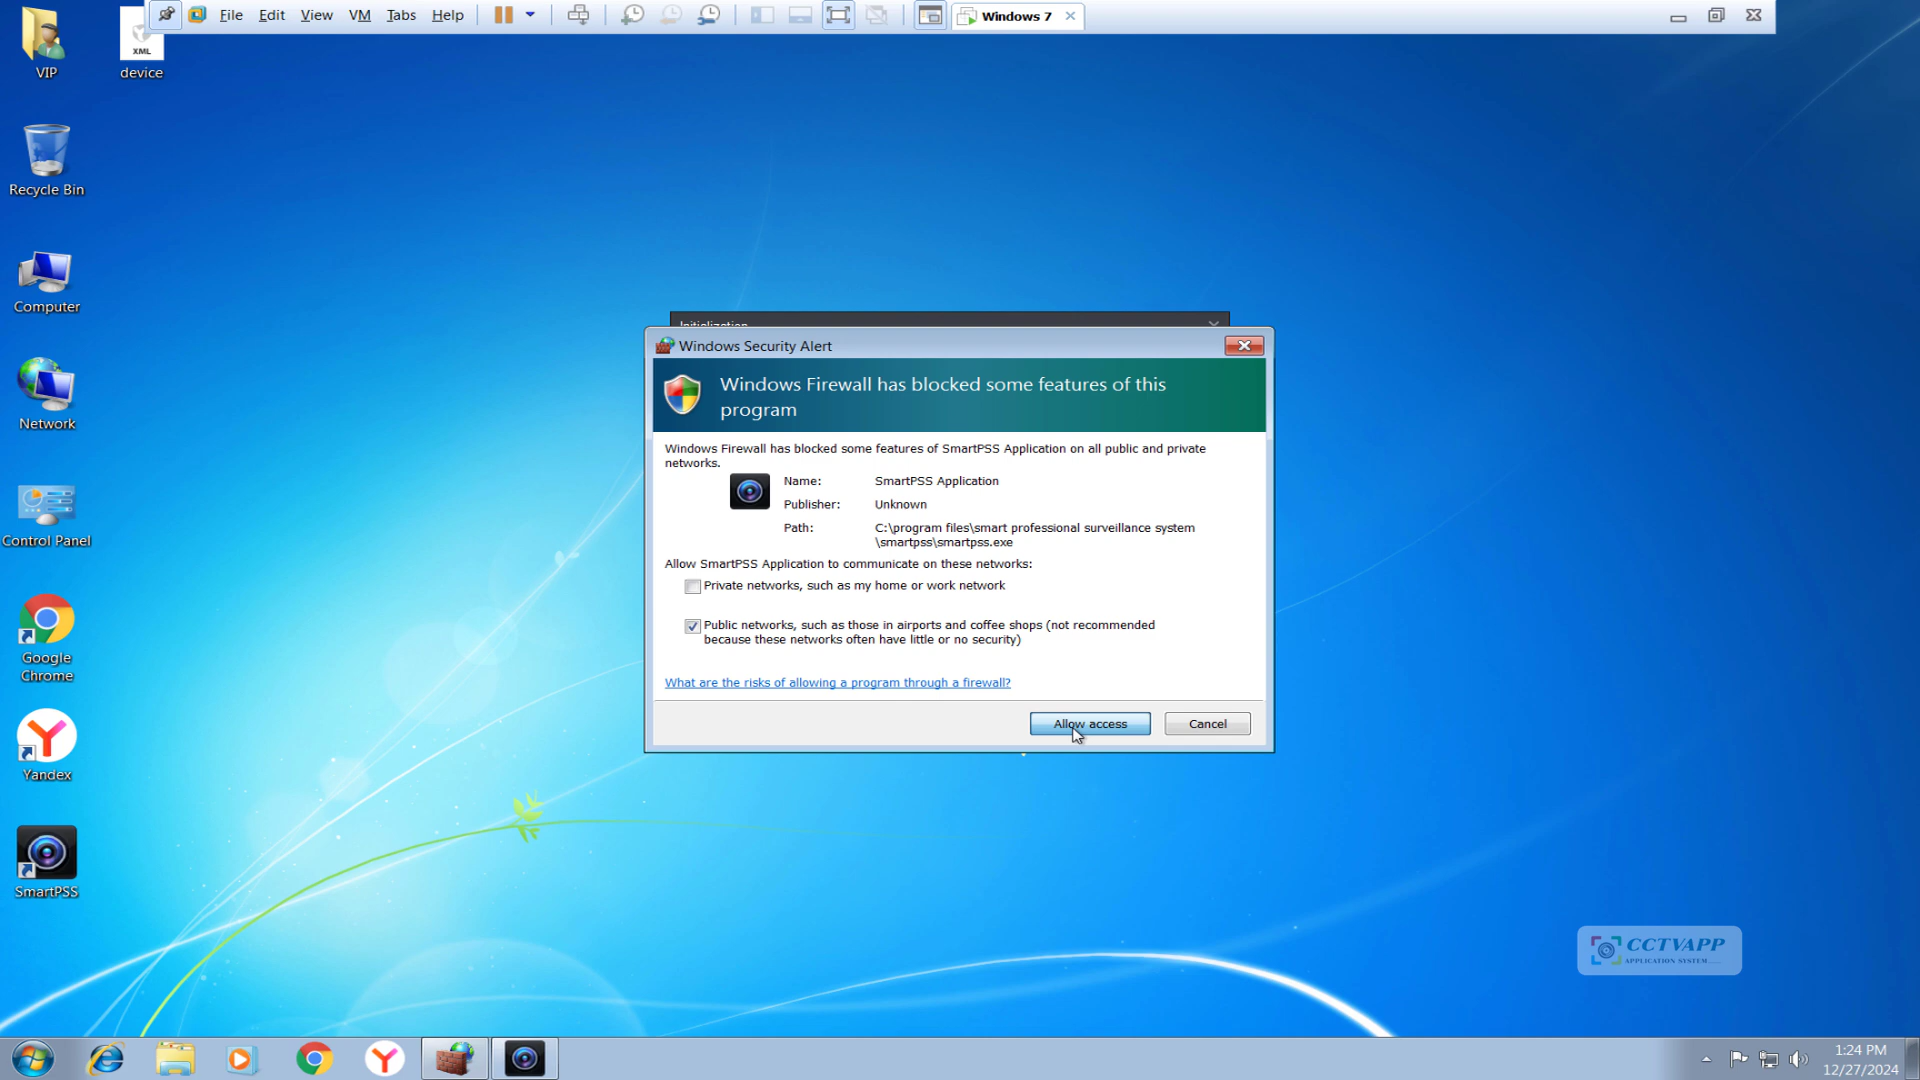 File Edit View VM Tabs Help
Windows 7
VIP
XML
device
Recycle Bin
Computer
Network
Control Panel
Google
Chrome
Yandex
SmartPSS
Initialization
Windows Security Alert
Windows Firewall has blocked some features of this
program
Windows Firewall has blocked some features of SmartPSS Application on all public and private
networks.
Name: SmartPSS Application
Publisher: Unknown
Path: C:\program files\smart professional surveillance system
\smartpss\smartpss.exe
Allow SmartPSS Application to communicate on these networks:
Private networks, such as my home or work network
Public networks, such as those in airports and coffee shops (not recommended
because these networks often have little or no security)
What are the risks of allowing a program through a firewall?
Allow access Cancel
CCTVAPP
APPLICATION SYSTEM......
1:24 PM
12/27/2024